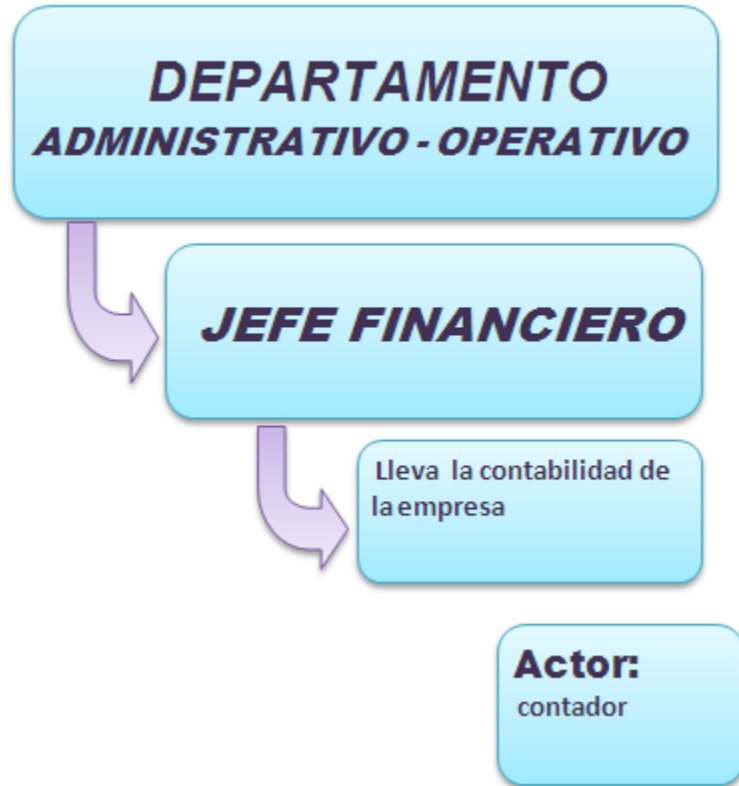 DEPARTAMENTO
ADMINISTRATIVO - OPERATIVO
JEFE FINANCIERO
Lleva la contabilidad de
la empresa
Actor:
contador